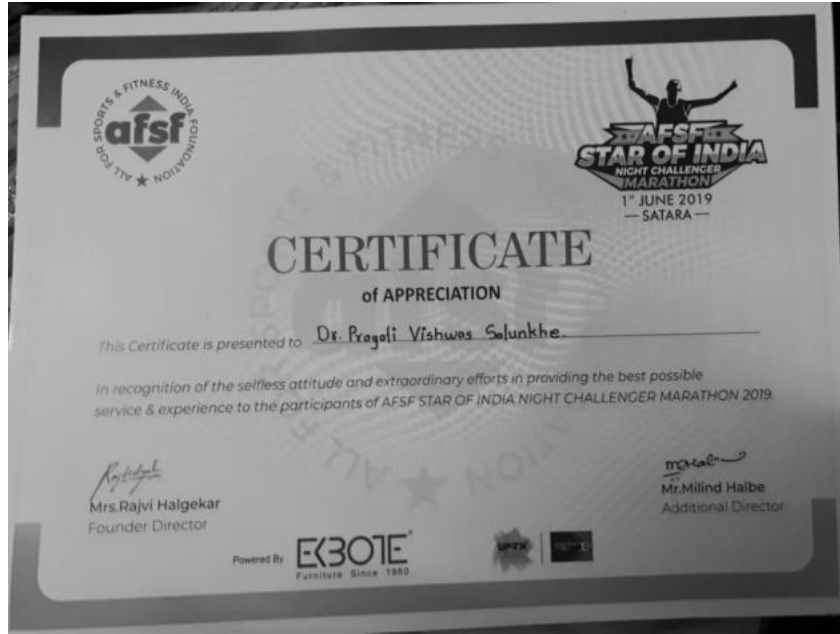 ALL FOR SPORTS & FITNESS INDIA FOUNDATION
afsf
AFSF
STAR OF INDIA
NIGHT CHALLENGER
MARATHON
1st JUNE 2019
— SATARA —
CERTIFICATE
of APPRECIATION
This Certificate is presented to Dr. Pragati Vishwas Salunkhe.
In recognition of the selfless attitude and extraordinary efforts in providing the best possible
service & experience to the participants of AFSF STAR OF INDIA NIGHT CHALLENGER MARATHON 2019.
Mrs.Rajvi Halgekar
Founder Director
Mr.Milind Halbe
Additional Director
Powered By EKBOTE
Furniture Since 1980